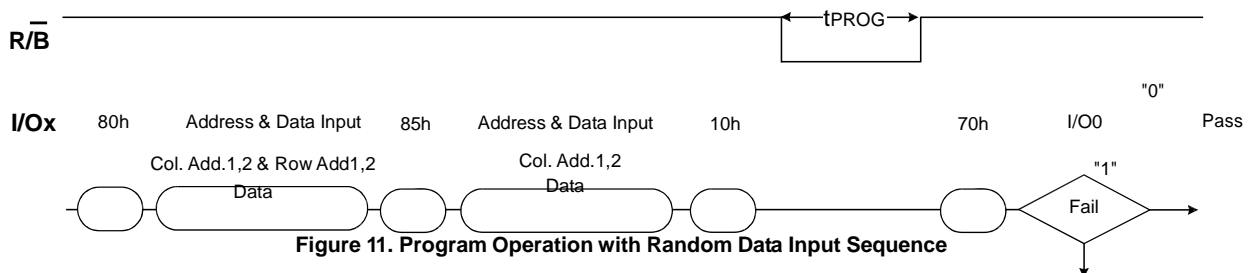 tPROG
R/B̅
"0"
I/Ox 80h Address & Data Input 85h Address & Data Input 10h 70h I/O0 Pass
Col. Add.1,2 & Row Add1,2 Col. Add.1,2 "1"
Data Data
Fail
Figure 11. Program Operation with Random Data Input Sequence